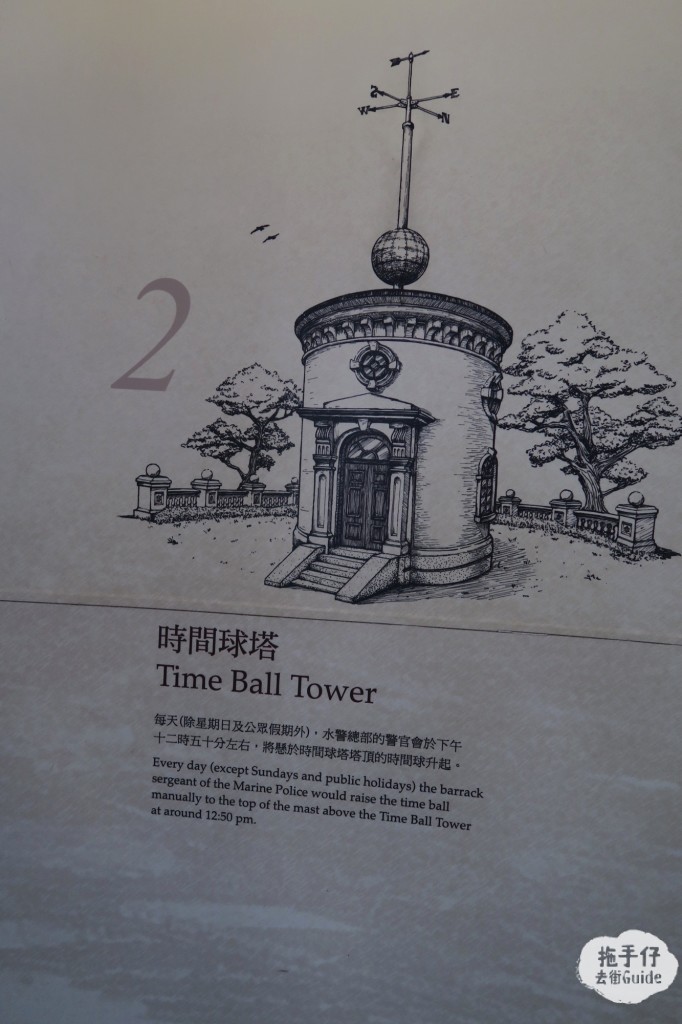 S
E
W
N
2
時間球塔
Time Ball Tower
每天(除星期日及公眾假期外)，水警總部的警官會於下午
十二時五十分左右，將懸於時間球塔塔頂的時間球升起。
Every day (except Sundays and public holidays) the barrack
sergeant of the Marine Police would raise the time ball
manually to the top of the mast above the Time Ball Tower
at around 12:50 pm.
拖手仔
去街Guide